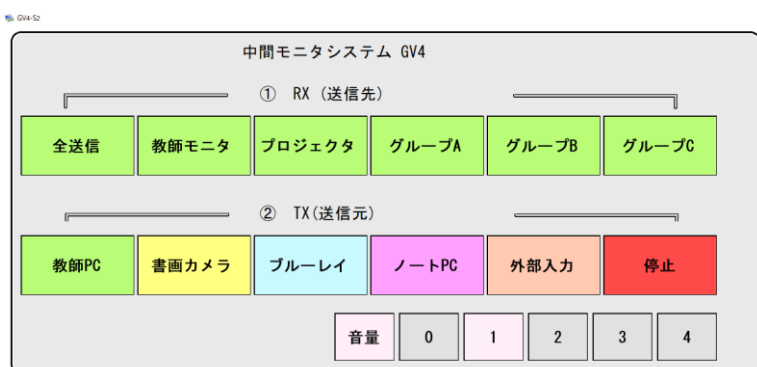 GV4-S2
中間モニタシステム GV4
① RX (送信先)
全送信 教師モニタ プロジェクタ グループA グループB グループC
② TX(送信元)
教師PC 書画カメラ ブルーレイ ノートPC 外部入力 停止
音量 0 1 2 3 4